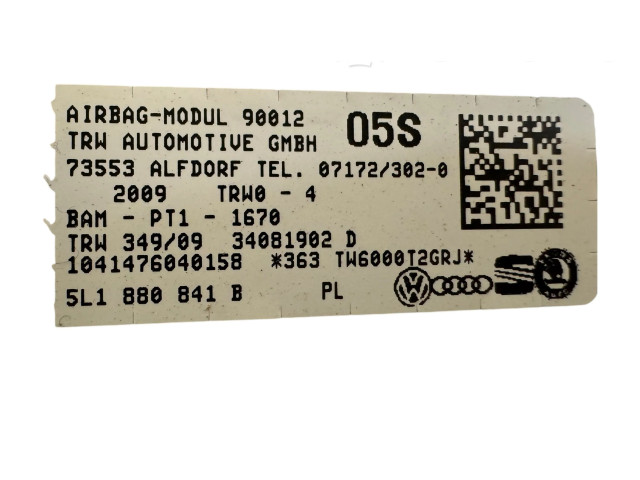 AIRBAG-MODUL 90012
05S
TRW AUTOMOTIVE GMBH
73553 ALFDORF TEL. 07172/302-0
2009 TRW0 - 4
BAM - PT1 - 1670
TRW 349/09 34081902 D
1041476040158 *363 TW6000T2GRJ*
5L1 880 841 B PL